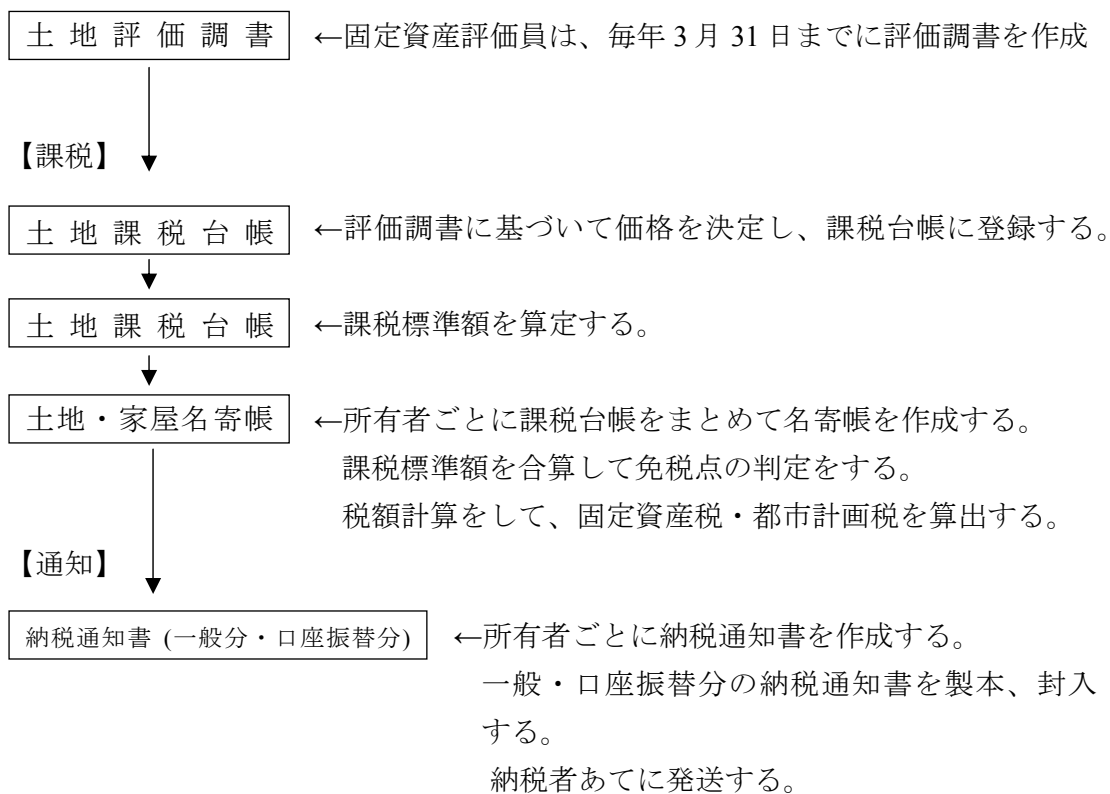 土地評価調書 ←固定資産評価員は、毎年3月31日までに評価調書を作成
【課税】
土地課税台帳 ←評価調書に基づいて価格を決定し、課税台帳に登録する。
土地課税台帳 ←課税標準額を算定する。
土地・家屋名寄帳 ←所有者ごとに課税台帳をまとめて名寄帳を作成する。
課税標準額を合算して免税点の判定をする。
税額計算をして、固定資産税・都市計画税を算出する。
【通知】
納税通知書 (一般分・口座振替分) ←所有者ごとに納税通知書を作成する。
一般・口座振替分の納税通知書を製本、封入
する。
納税者あてに発送する。